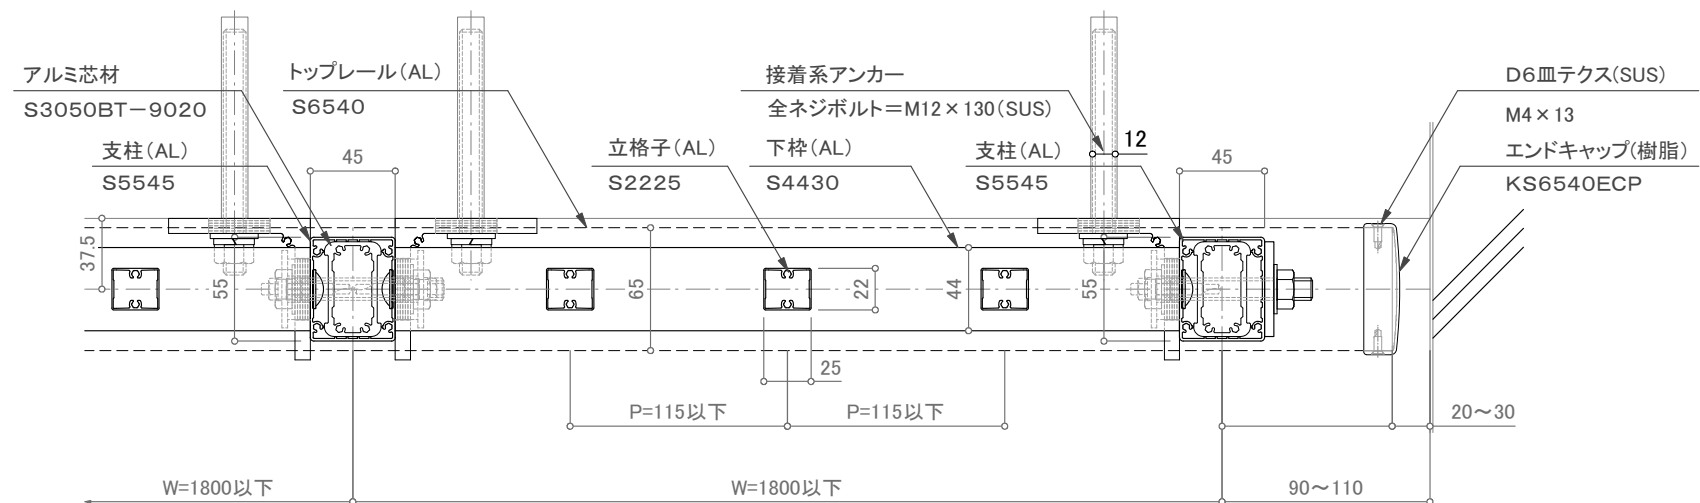 アルミ芯材
S3050BT-9020
トップレール(AL)
S6540
接着系アンカー
全ネジボルト=M12×130(SUS)
D6皿テクス(SUS)
M4×13
支柱(AL)
S5545
45
立格子(AL)
S2225
下枠(AL)
S4430
12
支柱(AL)
S5545
45
エンドキャップ(樹脂)
KS6540ECP
37.5
55
65
22
44
55
25
P=115以下
P=115以下
20~30
W=1800以下
W=1800以下
90~110